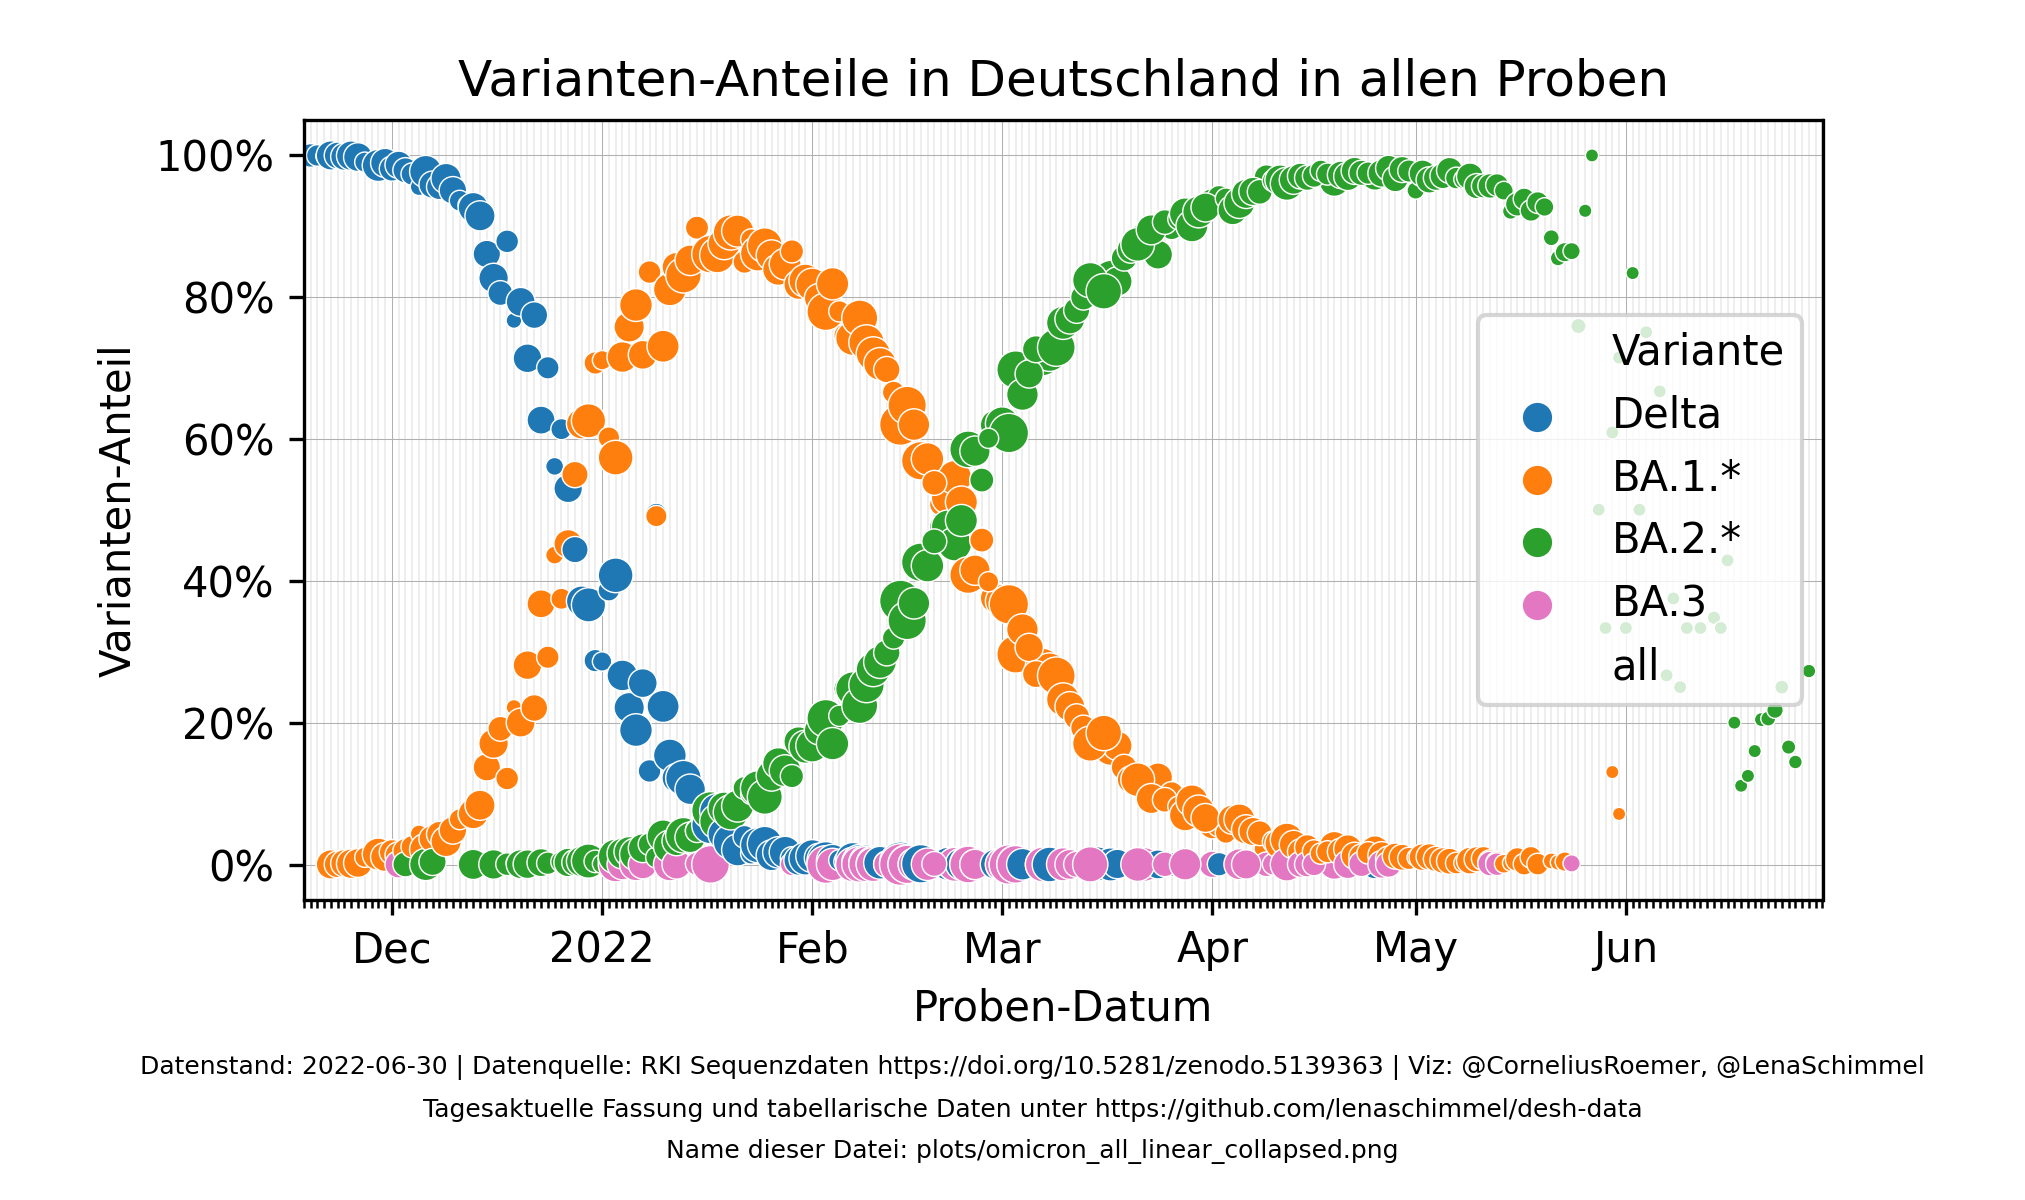 Varianten-Anteile in Deutschland in allen Proben
Varianten-Anteil
100%
80%
60%
40%
20%
0%
Variante
Delta
BA.1.*
BA.2.*
BA.3
all
Dec 2022 Feb Mar Apr May Jun
Proben-Datum
Datenstand: 2022-06-30 | Datenquelle: RKI Sequenzdaten https://doi.org/10.5281/zenodo.5139363 | Viz: @CorneliusRoemer, @LenaSchimmel
Tagesaktuelle Fassung und tabellarische Daten unter https://github.com/lenaschimmel/desh-data
Name dieser Datei: plots/omicron_all_linear_collapsed.png